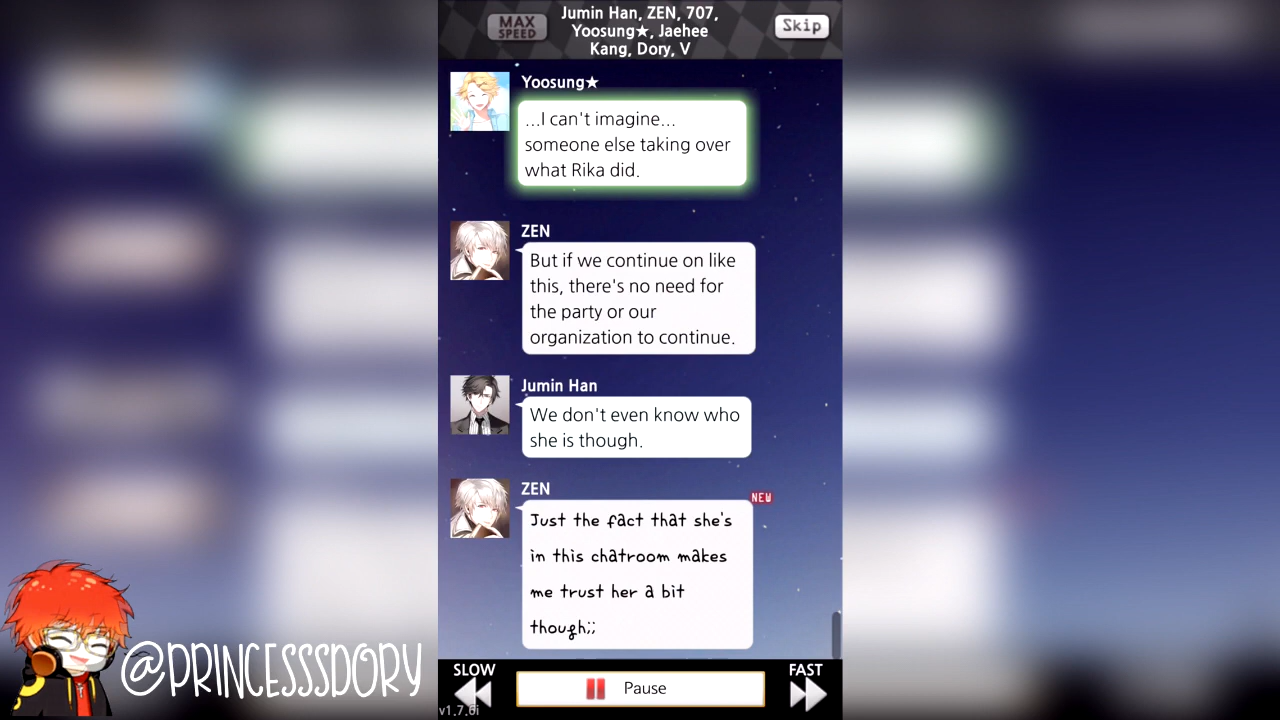 MAX
SPEED
Jumin Han, ZEN, 707,
Yoosung★, Jaehee
Kang, Dory, V
Skip
Yoosung★
...I can't imagine...
someone else taking over
what Rika did.
ZEN
But if we continue on like
this, there's no need for
the party or our
organization to continue.
Jumin Han
We don't even know who
she is though.
ZEN
NEW
Just the fact that she's
in this chatroom makes
me trust her a bit
though;;
@PRINCESSSDORY
SLOW
Pause
FAST
v1.7.6i